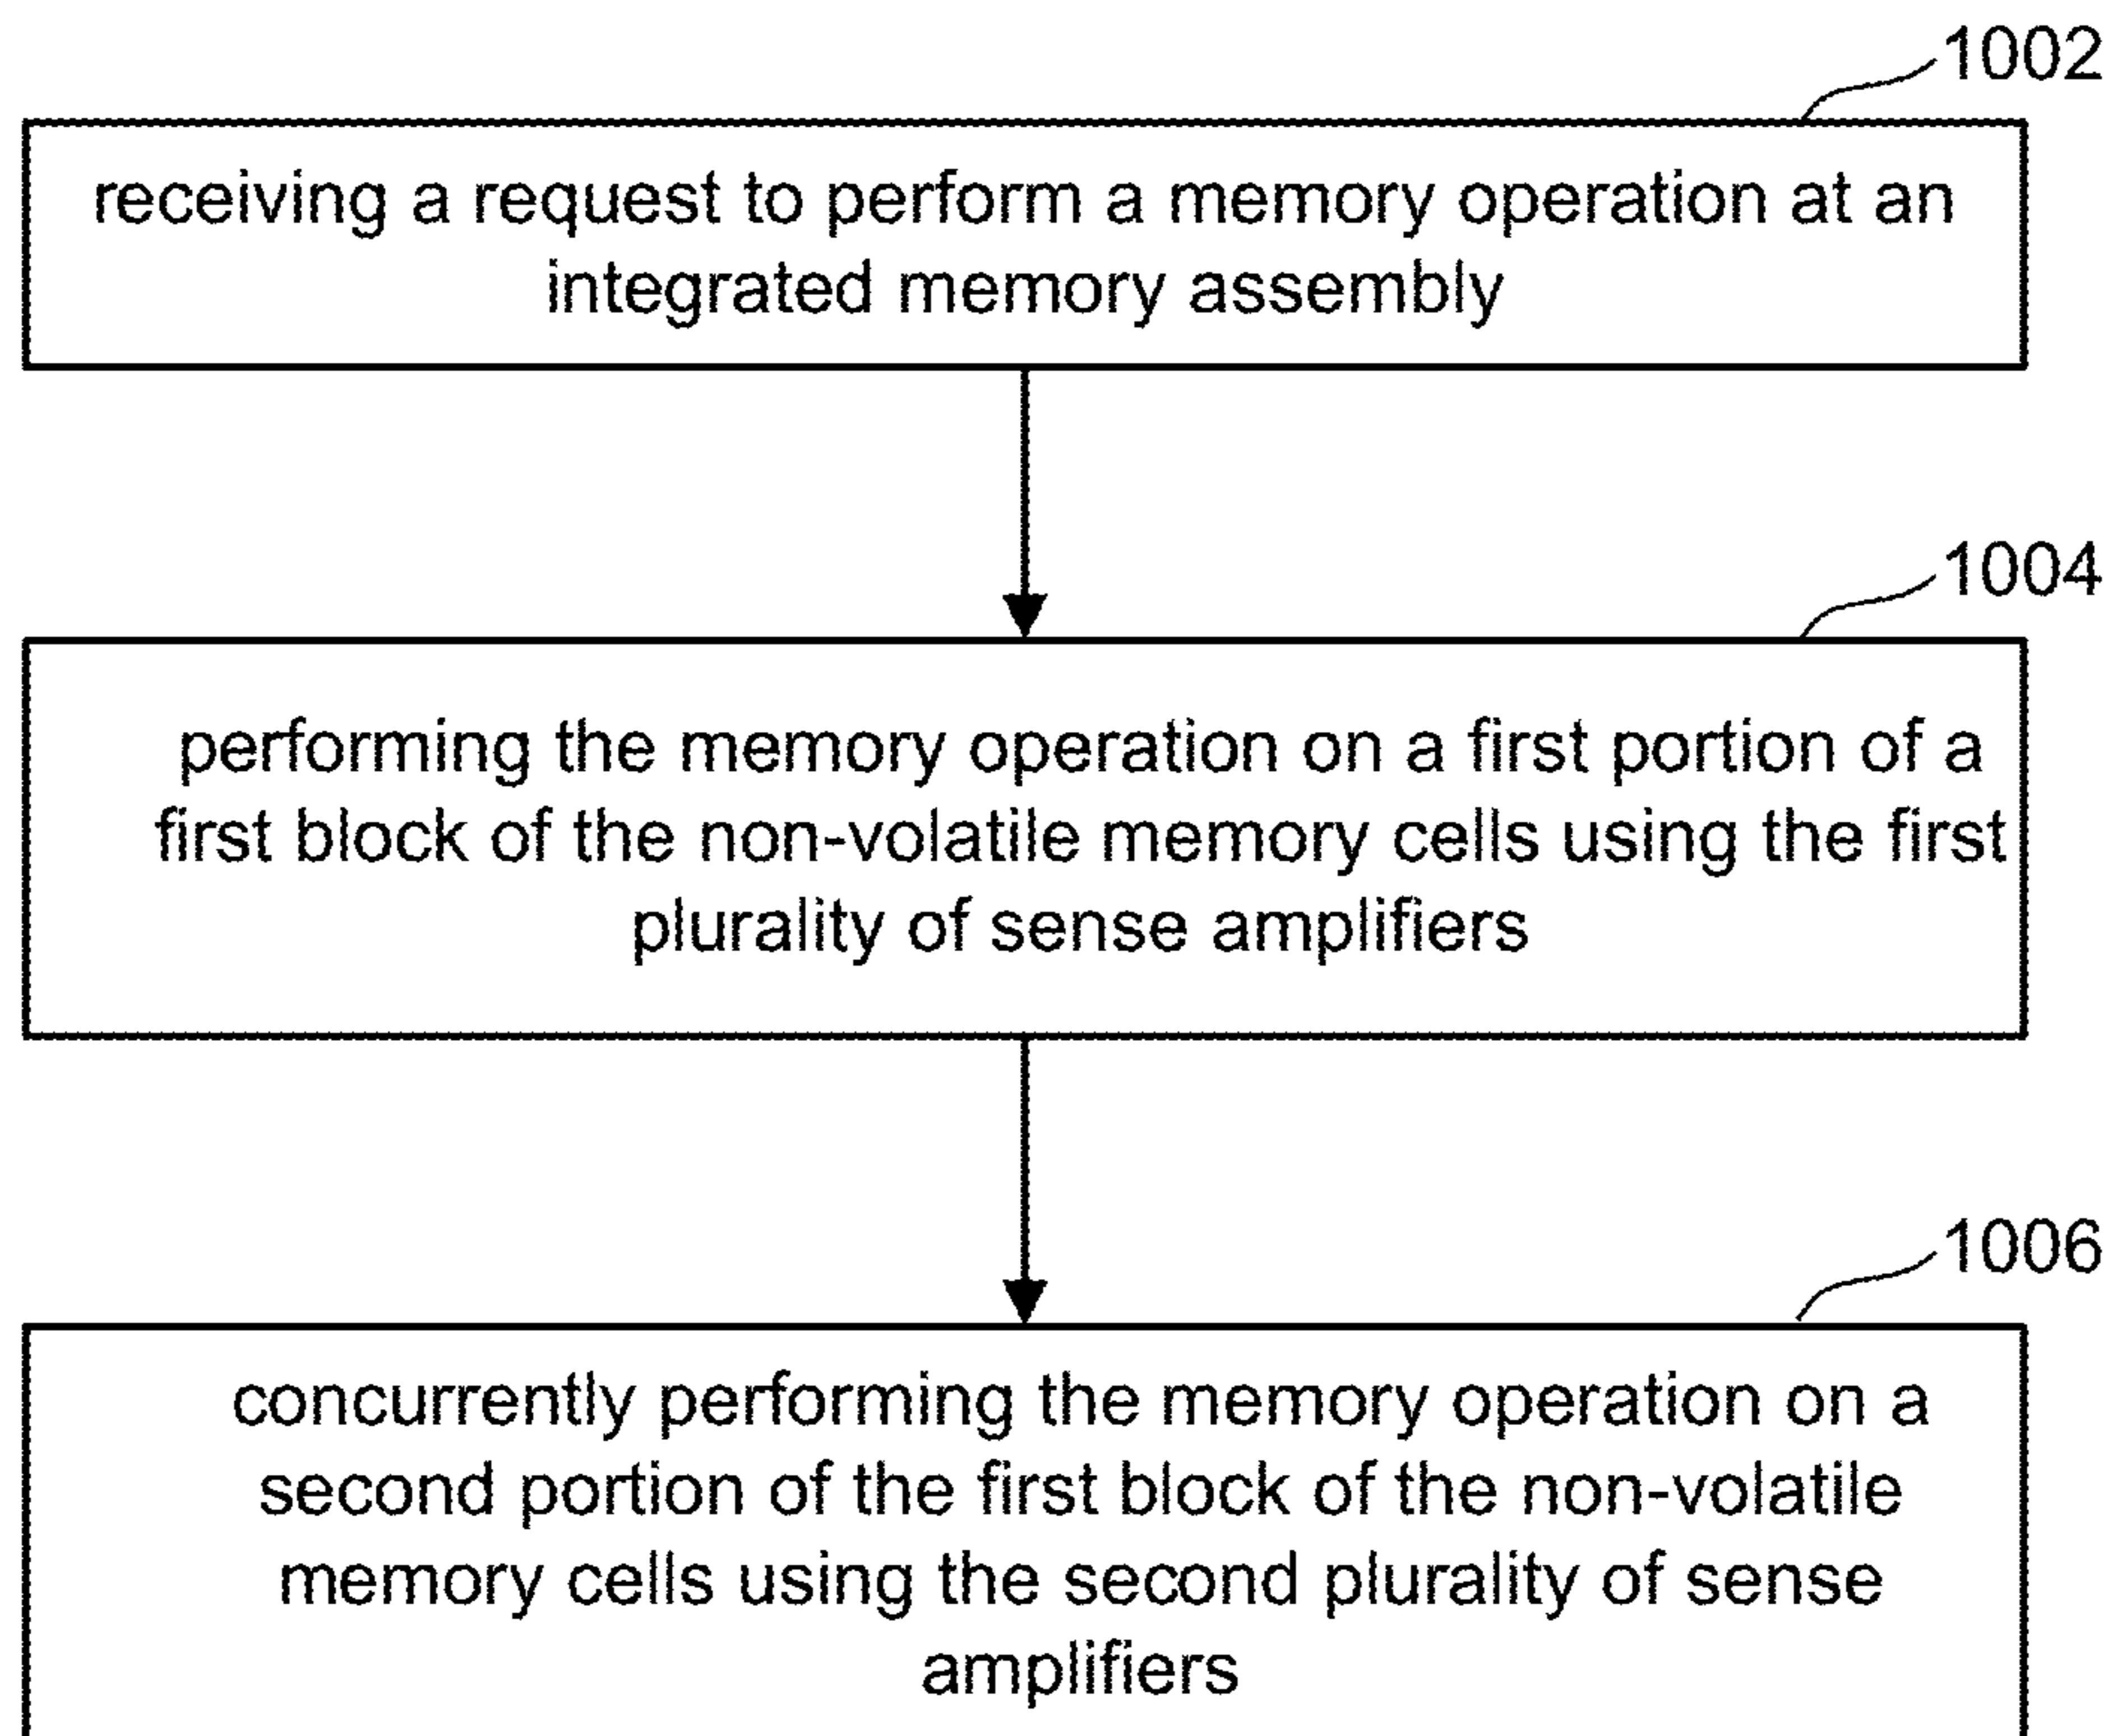 1002
receiving a request to perform a memory operation at an
integrated memory assembly
1004
performing the memory operation on a first portion of a
first block of the non-volatile memory cells using the first
plurality of sense amplifiers
1006
concurrently performing the memory operation on a
second portion of the first block of the non-volatile
memory cells using the second plurality of sense
amplifiers